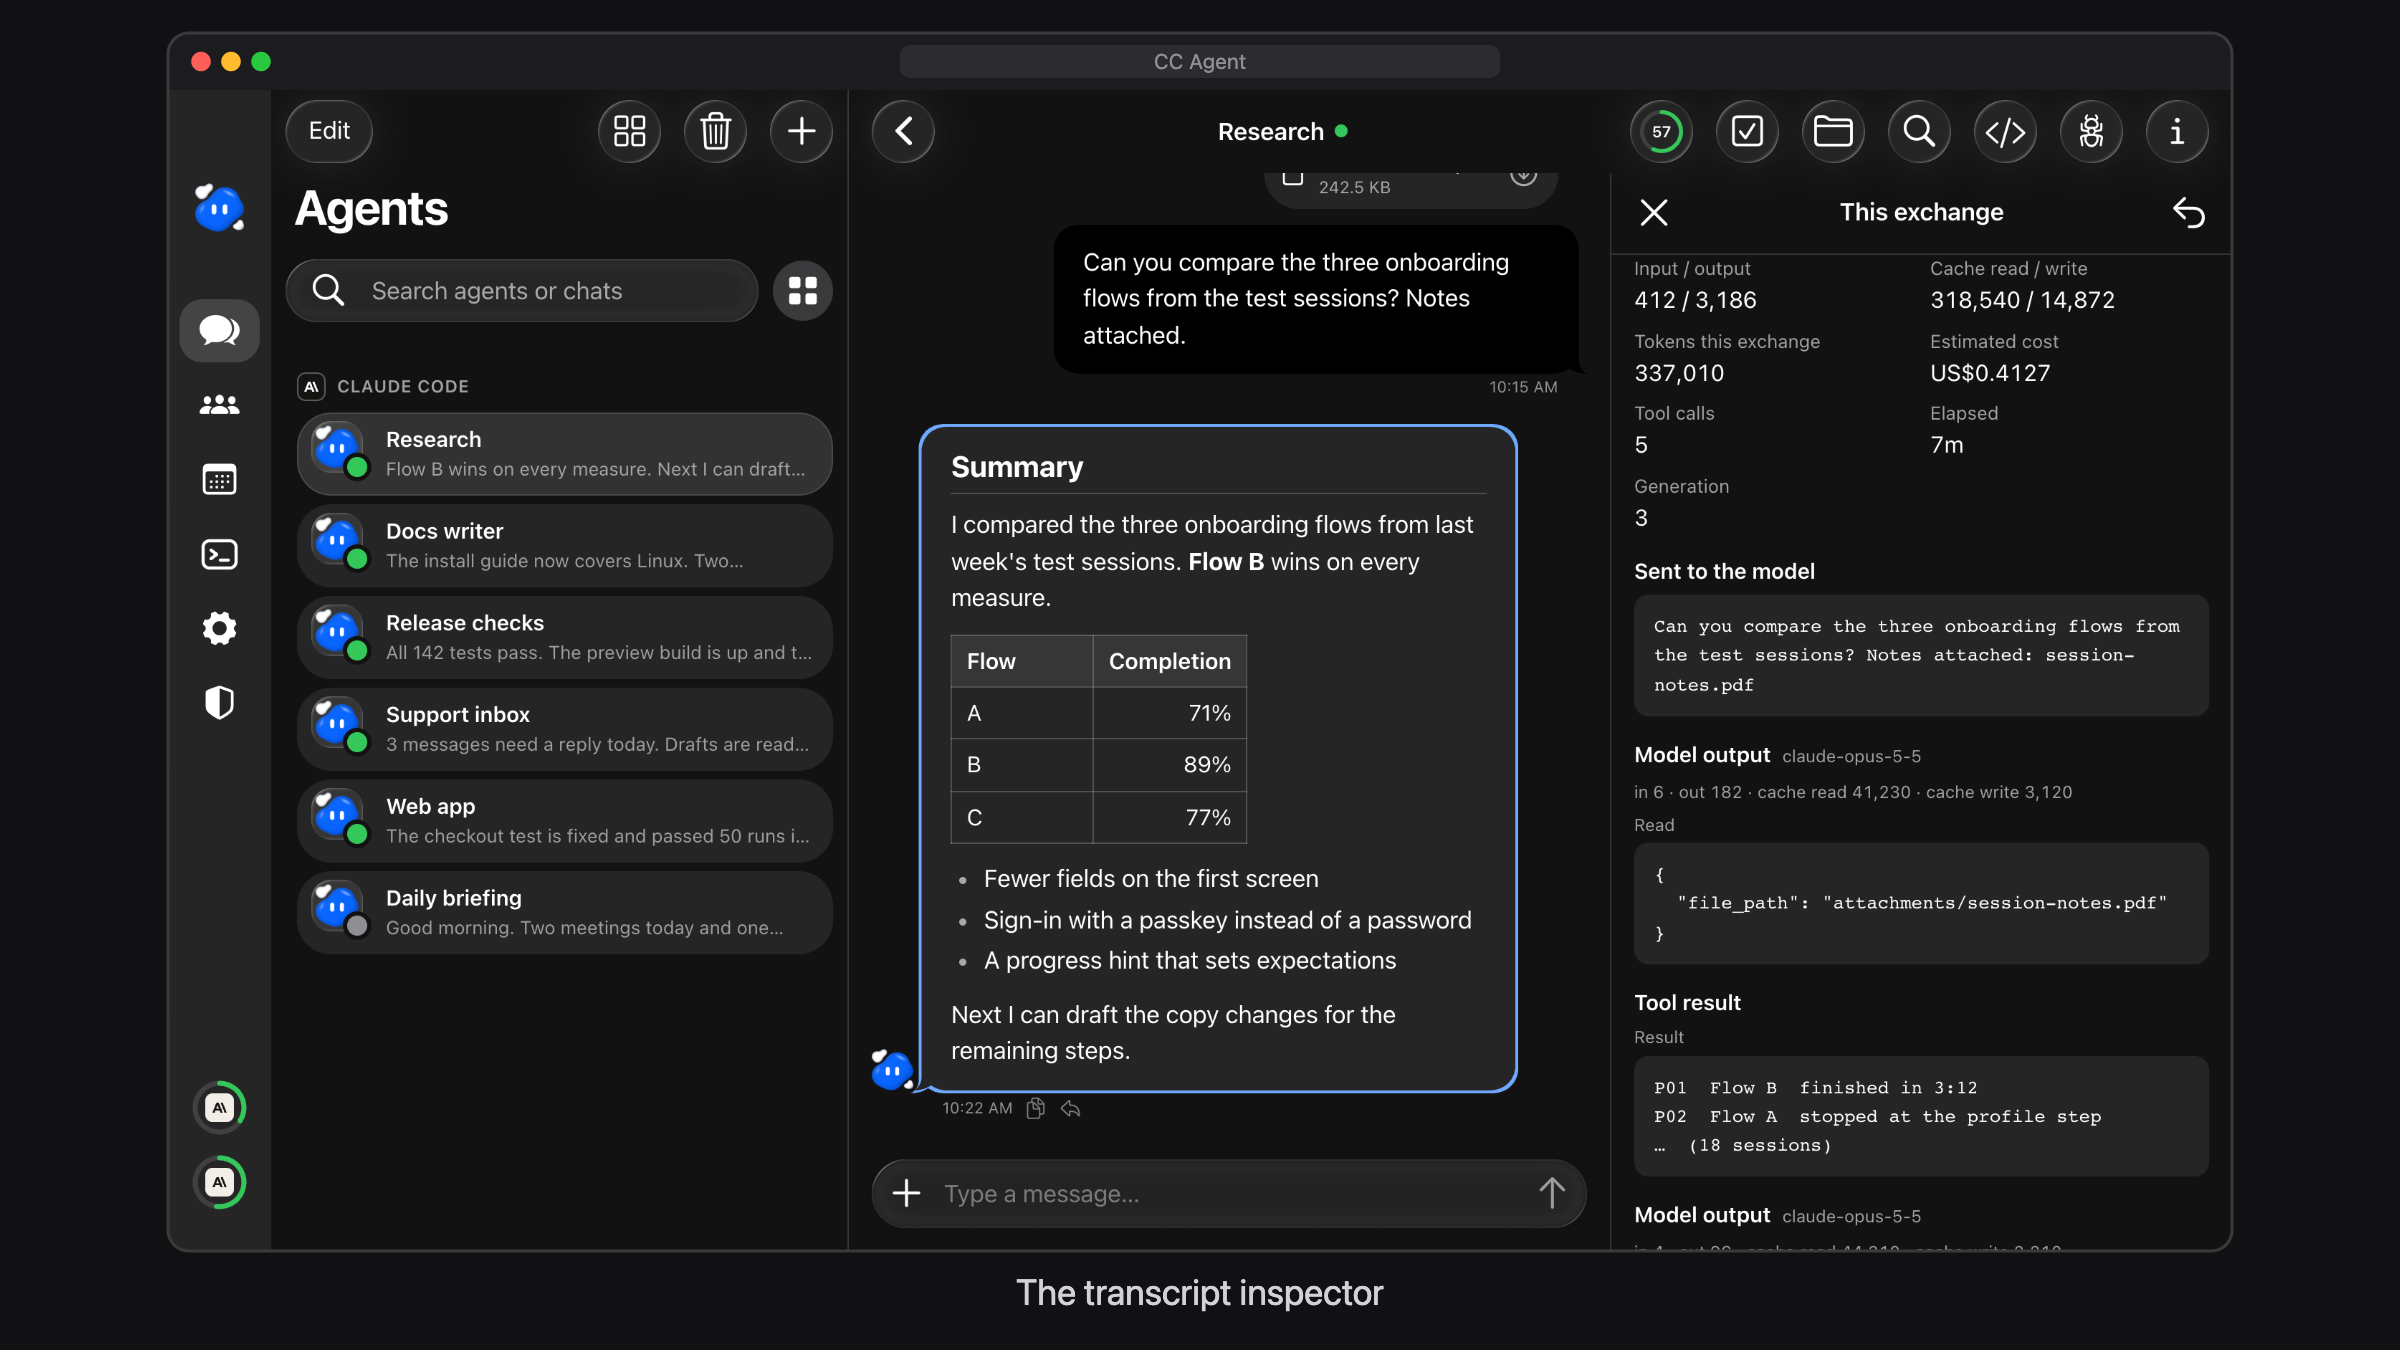 CC Agent
Edit
Agents
Search agents or chats
CLAUDE CODE
Research
Flow B wins on every measure. Next I can draft...
Docs writer
The install guide now covers Linux. Two...
Release checks
All 142 tests pass. The preview build is up and t...
Support inbox
3 messages need a reply today. Drafts are read...
Web app
The checkout test is fixed and passed 50 runs i...
Daily briefing
Good morning. Two meetings today and one...
Research
242.5 KB
Can you compare the three onboarding
flows from the test sessions? Notes
attached.
10:15 AM
Summary
I compared the three onboarding flows from last
week's test sessions. Flow B wins on every
measure.
Flow Completion
A 71%
B 89%
C 77%
• Fewer fields on the first screen
• Sign-in with a passkey instead of a password
• A progress hint that sets expectations
Next I can draft the copy changes for the
remaining steps.
10:22 AM
Type a message...
57
This exchange
Input / output Cache read / write
412 / 3,186 318,540 / 14,872
Tokens this exchange Estimated cost
337,010 US$0.4127
Tool calls Elapsed
5 7m
Generation
3
Sent to the model
Can you compare the three onboarding flows from
the test sessions? Notes attached: session-
notes.pdf
Model output claude-opus-5-5
in 6 · out 182 · cache read 41,230 · cache write 3,120
Read
{
"file_path": "attachments/session-notes.pdf"
}
Tool result
Result
P01 Flow B finished in 3:12
P02 Flow A stopped at the profile step
… (18 sessions)
Model output claude-opus-5-5
The transcript inspector